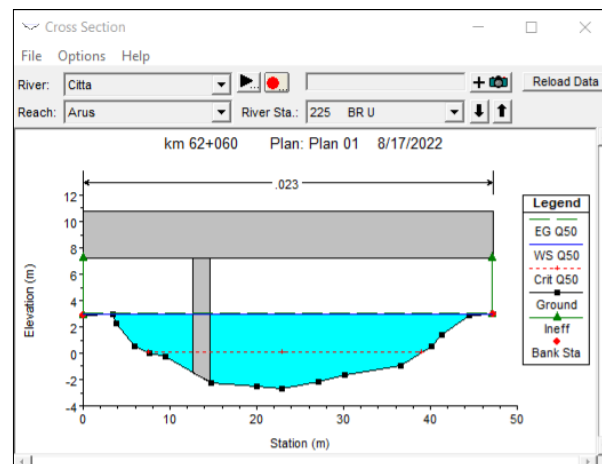 Cross Section
File Options Help
River: Citta Reload Data
Reach: Arus River Sta.: 225 BR U
km 62+060 Plan: Plan 01 8/17/2022
.023
Elevation (m)
12
10
8
6
4
2
0
-2
-4
0 10 20 30 40 50
Station (m)
Legend
EG Q50
WS Q50
Crit Q50
Ground
Ineff
Bank Sta